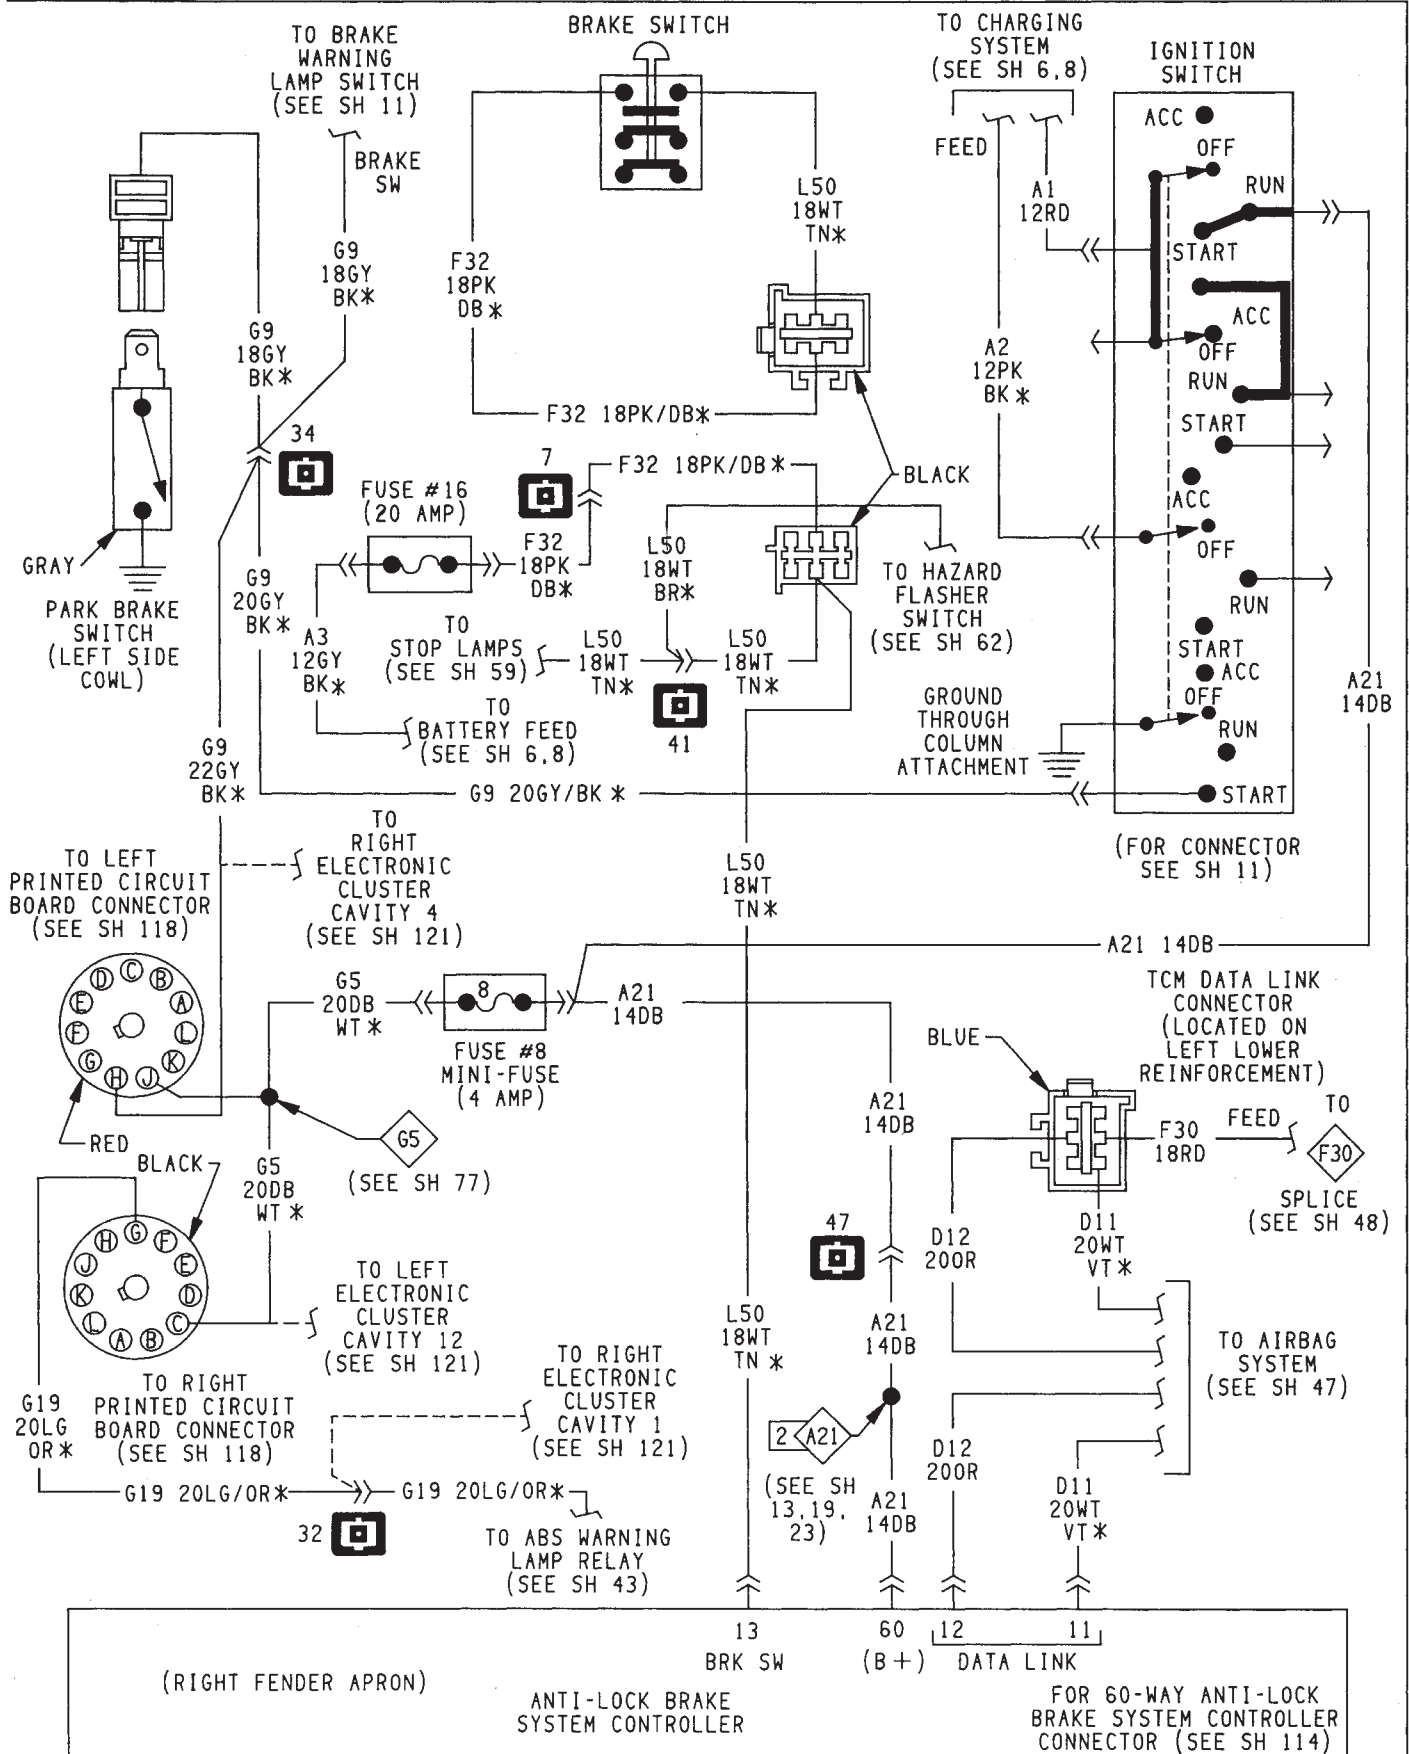 TO BRAKE
WARNING
LAMP SWITCH
(SEE SH 11)
BRAKE
SW
BRAKE SWITCH
TO CHARGING
SYSTEM
(SEE SH 6,8)
FEED
IGNITION
SWITCH
ACC
OFF
RUN
START
ACC
OFF
RUN
START
ACC
OFF
RUN
START
ACC
OFF
RUN
START
(FOR CONNECTOR
SEE SH 11)
A1
12RD
L50
18WT
TN*
G9
18GY
BK*
F32
18PK
DB*
G9
18GY
BK*
A2
12PK
BK*
F32 18PK/DB*
34
7
F32 18PK/DB*
BLACK
FUSE #16
(20 AMP)
F32
18PK
DB*
L50
18WT
BR*
TO HAZARD
FLASHER
SWITCH
(SEE SH 62)
GRAY
PARK BRAKE
SWITCH
(LEFT SIDE
COWL)
G9
20GY
BK*
A3
12GY
BK*
TO
STOP LAMPS
(SEE SH 59)
L50
18WT
TN*
L50
18WT
TN*
41
TO
BATTERY FEED
(SEE SH 6,8)
GROUND
THROUGH
COLUMN
ATTACHMENT
A21
14DB
G9
22GY
BK*
G9 20GY/BK *
TO
RIGHT
ELECTRONIC
CLUSTER
CAVITY 4
(SEE SH 121)
TO LEFT
PRINTED CIRCUIT
BOARD CONNECTOR
(SEE SH 118)
L50
18WT
TN*
A21 14DB
C
B
A
L
K
J
H
G
F
E
D
G5
20DB
WT*
8
FUSE #8
MINI-FUSE
(4 AMP)
A21
14DB
TCM DATA LINK
CONNECTOR
(LOCATED ON
LEFT LOWER
REINFORCEMENT)
BLUE
RED
G5
(SEE SH 77)
A21
14DB
F30
18RD
FEED
TO
F30
SPLICE
(SEE SH 48)
BLACK
G5
20DB
WT *
G
F
E
D
C
B
A
L
K
J
H
47
D12
20OR
D11
20WT
VT*
TO LEFT
ELECTRONIC
CLUSTER
CAVITY 12
(SEE SH 121)
L50
18WT
TN *
A21
14DB
TO AIRBAG
SYSTEM
(SEE SH 47)
TO RIGHT
ELECTRONIC
CLUSTER
CAVITY 1
(SEE SH 121)
G19
20LG
OR*
TO RIGHT
PRINTED CIRCUIT
BOARD CONNECTOR
(SEE SH 118)
2 A21
(SEE SH
13,19,
23)
D12
20OR
G19 20LG/OR*
G19 20LG/OR*
32
TO ABS WARNING
LAMP RELAY
(SEE SH 43)
A21
14DB
D11
20WT
VT*
13
60
12
11
BRK SW
(B+)
DATA LINK
(RIGHT FENDER APRON)
ANTI-LOCK BRAKE
SYSTEM CONTROLLER
FOR 60-WAY ANTI-LOCK
BRAKE SYSTEM CONTROLLER
CONNECTOR (SEE SH 114)